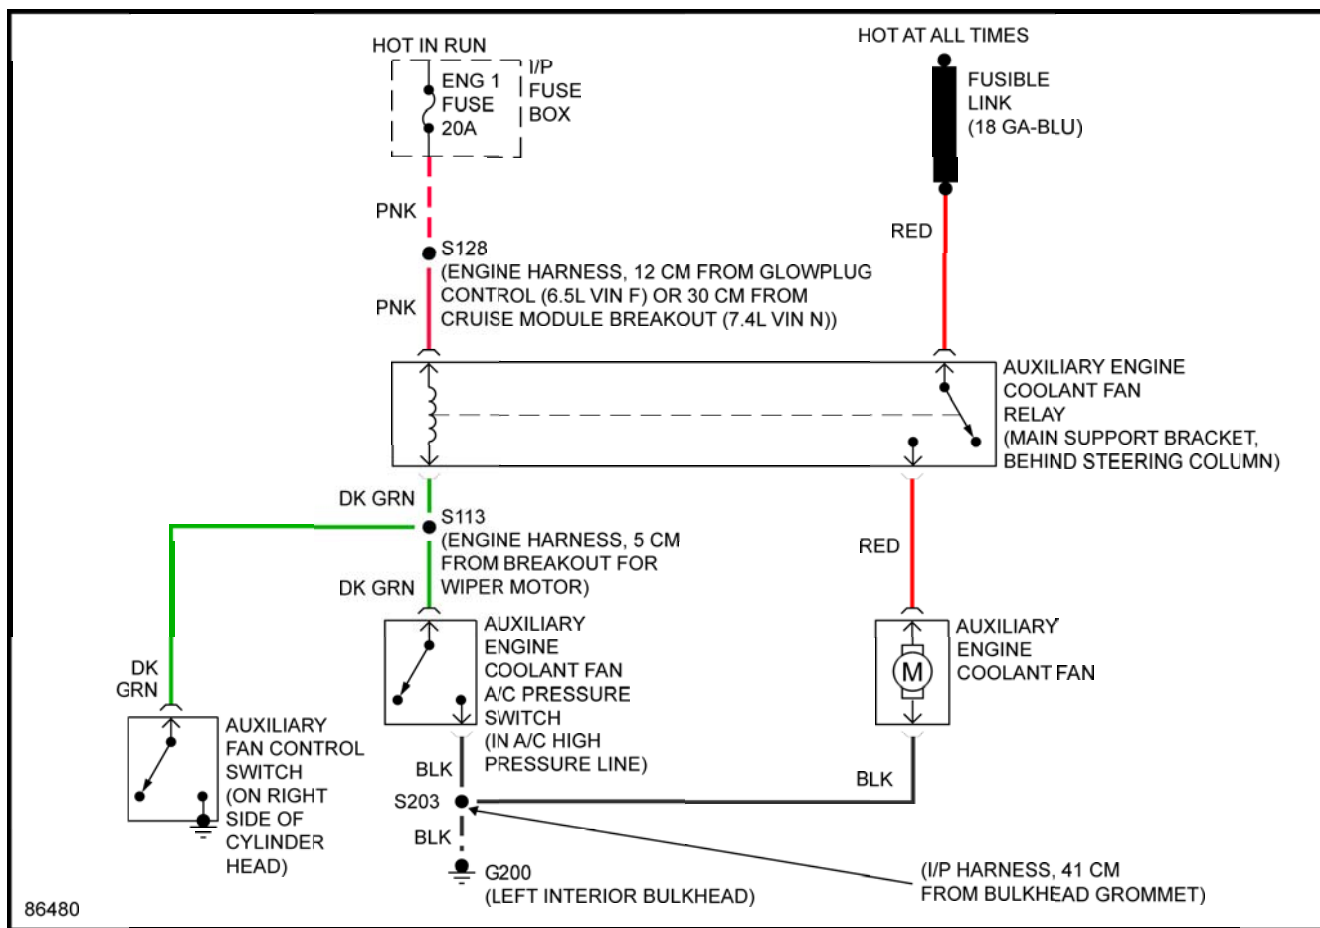 HOT IN RUN
ENG 1
FUSE
20A
I/P
FUSE
BOX
HOT AT ALL TIMES
FUSIBLE
LINK
(18 GA-BLU)
PNK
RED
S128
(ENGINE HARNESS, 12 CM FROM GLOWPLUG
CONTROL (6.5L VIN F) OR 30 CM FROM
CRUISE MODULE BREAKOUT (7.4L VIN N))
PNK
AUXILIARY ENGINE
COOLANT FAN
RELAY
(MAIN SUPPORT BRACKET,
BEHIND STEERING COLUMN)
DK GRN
S113
(ENGINE HARNESS, 5 CM
FROM BREAKOUT FOR
WIPER MOTOR)
DK GRN
RED
AUXILIARY
ENGINE
COOLANT FAN
A/C PRESSURE
SWITCH
(IN A/C HIGH
PRESSURE LINE)
M
AUXILIARY
ENGINE
COOLANT FAN
DK
GRN
AUXILIARY
FAN CONTROL
SWITCH
(ON RIGHT
SIDE OF
CYLINDER
HEAD)
BLK
BLK
S203
BLK
G200
(LEFT INTERIOR BULKHEAD)
(I/P HARNESS, 41 CM
FROM BULKHEAD GROMMET)
86480